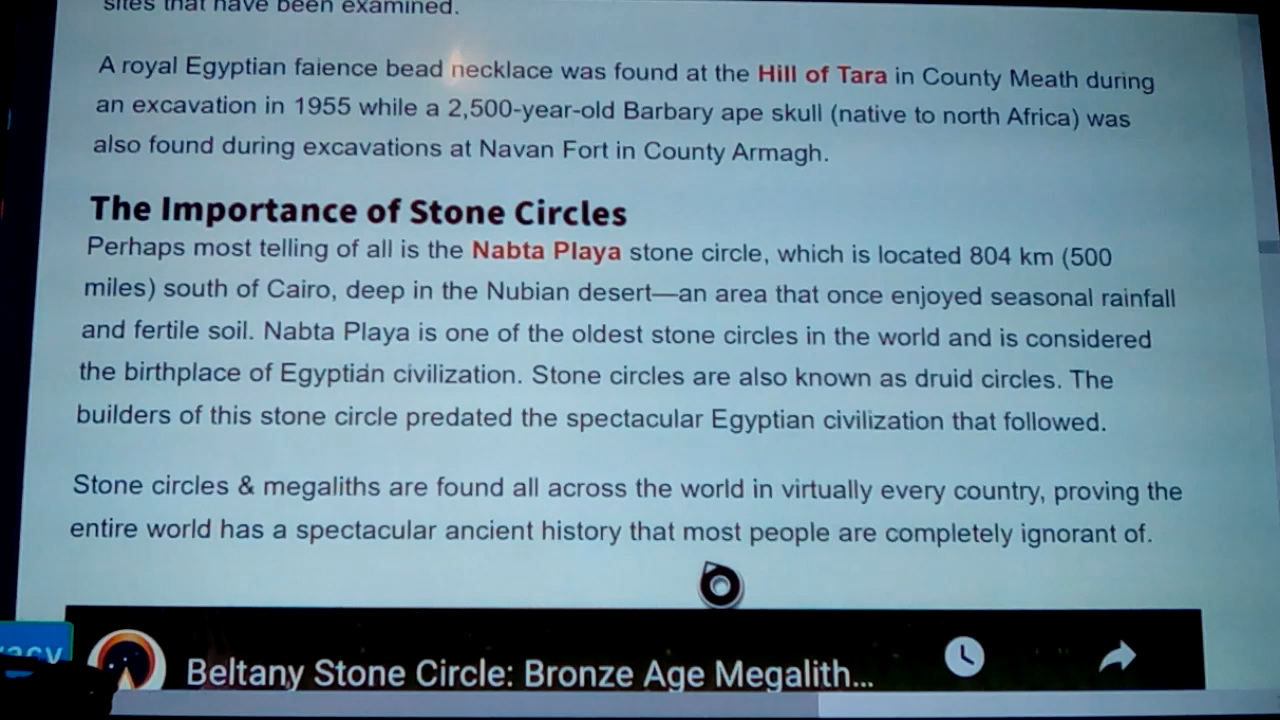 sites that have been examined.
A royal Egyptian faience bead necklace was found at the Hill of Tara in County Meath during
an excavation in 1955 while a 2,500-year-old Barbary ape skull (native to north Africa) was
also found during excavations at Navan Fort in County Armagh.
The Importance of Stone Circles
Perhaps most telling of all is the Nabta Playa stone circle, which is located 804 km (500
miles) south of Cairo, deep in the Nubian desert—an area that once enjoyed seasonal rainfall
and fertile soil. Nabta Playa is one of the oldest stone circles in the world and is considered
the birthplace of Egyptian civilization. Stone circles are also known as druid circles. The
builders of this stone circle predated the spectacular Egyptian civilization that followed.
Stone circles & megaliths are found all across the world in virtually every country, proving the
entire world has a spectacular ancient history that most people are completely ignorant of.
Beltany Stone Circle: Bronze Age Megalith...